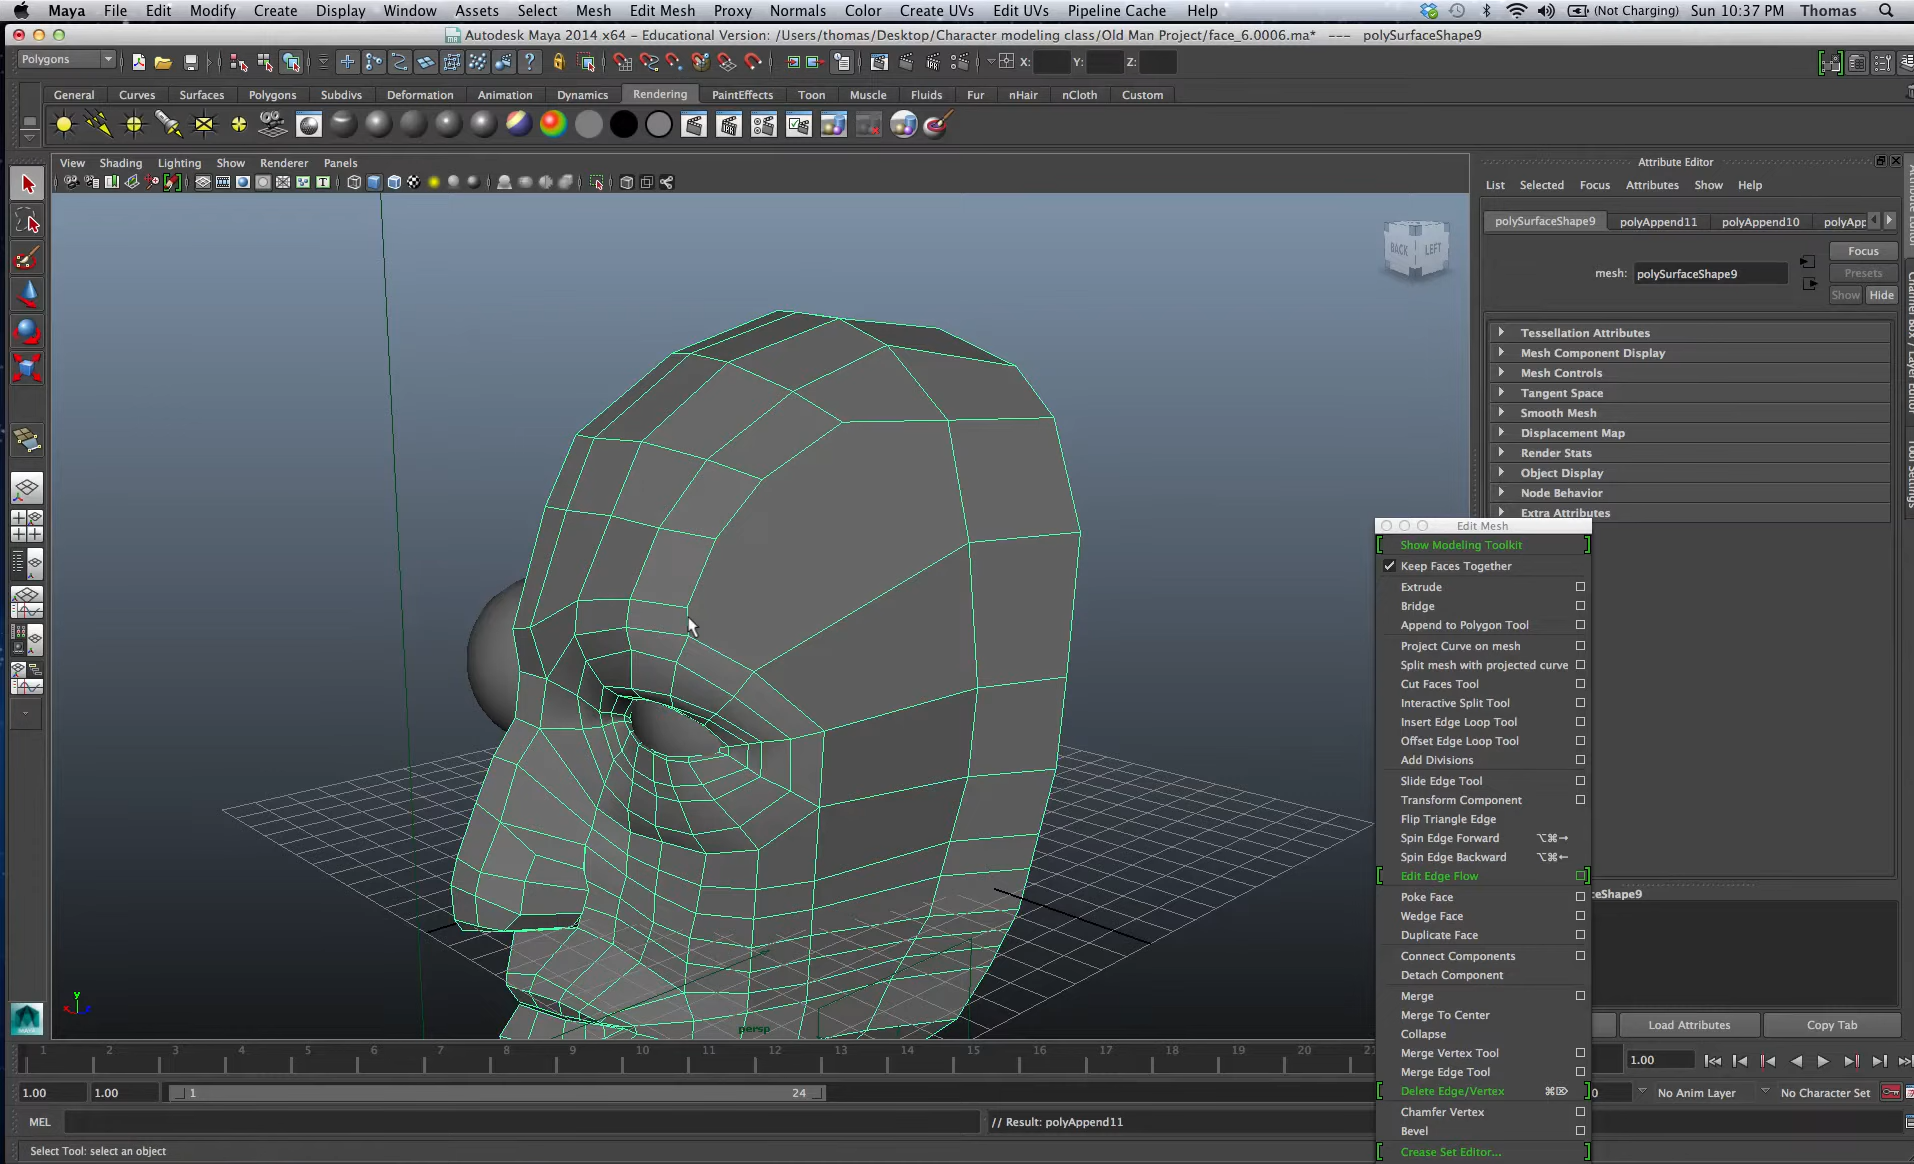 Maya File Edit Modify Create Display Window Assets Select Mesh Edit Mesh Proxy Normals Color Create UVs Edit UVs Pipeline Cache Help (Not Charging) Sun 10:37 PM Thomas
Autodesk Maya 2014 x64 - Educational Version: /Users/thomas/Desktop/Character modeling class/Old Man Project/face_6.0006.ma* --- polySurfaceShape9
Polygons X: Y: Z:
General Curves Surfaces Polygons Subdivs Deformation Animation Dynamics Rendering PaintEffects Toon Muscle Fluids Fur nHair nCloth Custom
View Shading Lighting Show Renderer Panels
BACK LEFT
persp
y
Attribute Editor
List Selected Focus Attributes Show Help
polySurfaceShape9 polyAppend11 polyAppend10 polyApp
Focus
mesh: polySurfaceShape9
Presets
Show Hide
Tessellation Attributes
Mesh Component Display
Mesh Controls
Tangent Space
Smooth Mesh
Displacement Map
Render Stats
Object Display
Node Behavior
Extra Attributes
eShape9
Load Attributes Copy Tab
Edit Mesh
Show Modeling Toolkit
Keep Faces Together
Extrude
Bridge
Append to Polygon Tool
Project Curve on mesh
Split mesh with projected curve
Cut Faces Tool
Interactive Split Tool
Insert Edge Loop Tool
Offset Edge Loop Tool
Add Divisions
Slide Edge Tool
Transform Component
Flip Triangle Edge
Spin Edge Forward ⌥⌘→
Spin Edge Backward ⌥⌘←
Edit Edge Flow
Poke Face
Wedge Face
Duplicate Face
Connect Components
Detach Component
Merge
Merge To Center
Collapse
Merge Vertex Tool
Merge Edge Tool
Delete Edge/Vertex ⌘⌦
Chamfer Vertex
Bevel
Crease Set Editor...
1 2 3 4 5 6 7 8 9 10 11 12 13 14 15 16 17 18 19 20 21
1.00
1.00 1.00 1 24 0 No Anim Layer No Character Set
MEL // Result: polyAppend11
Select Tool: select an object